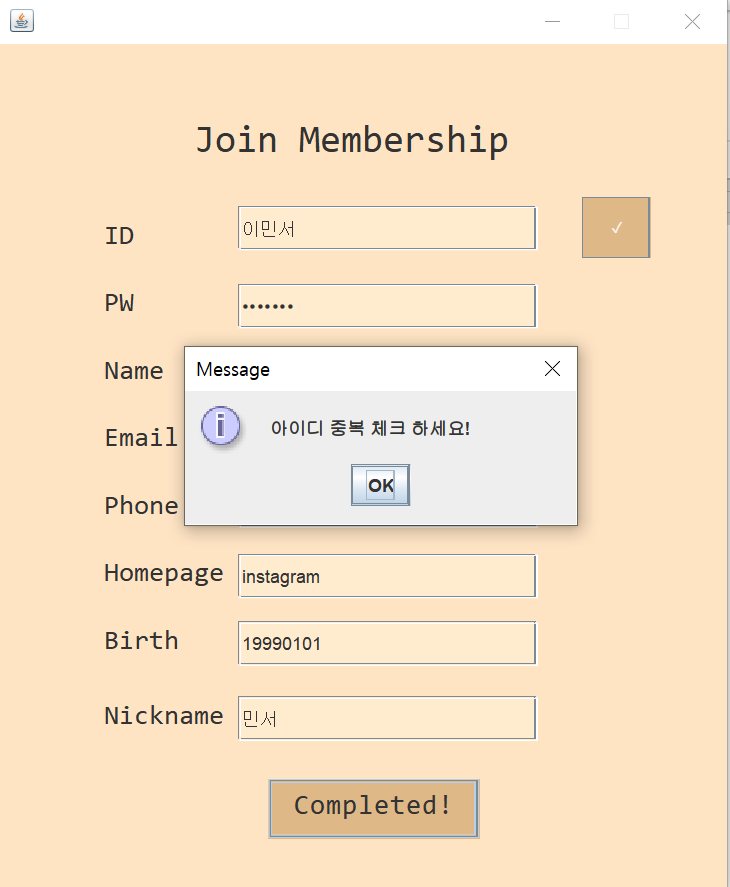 Join Membership
ID 이민서 ✓
PW •••••••
Name
Message
아이디 중복 체크 하세요!
OK
Email
Phone
Homepage instagram
Birth 19990101
Nickname 민서
Completed!